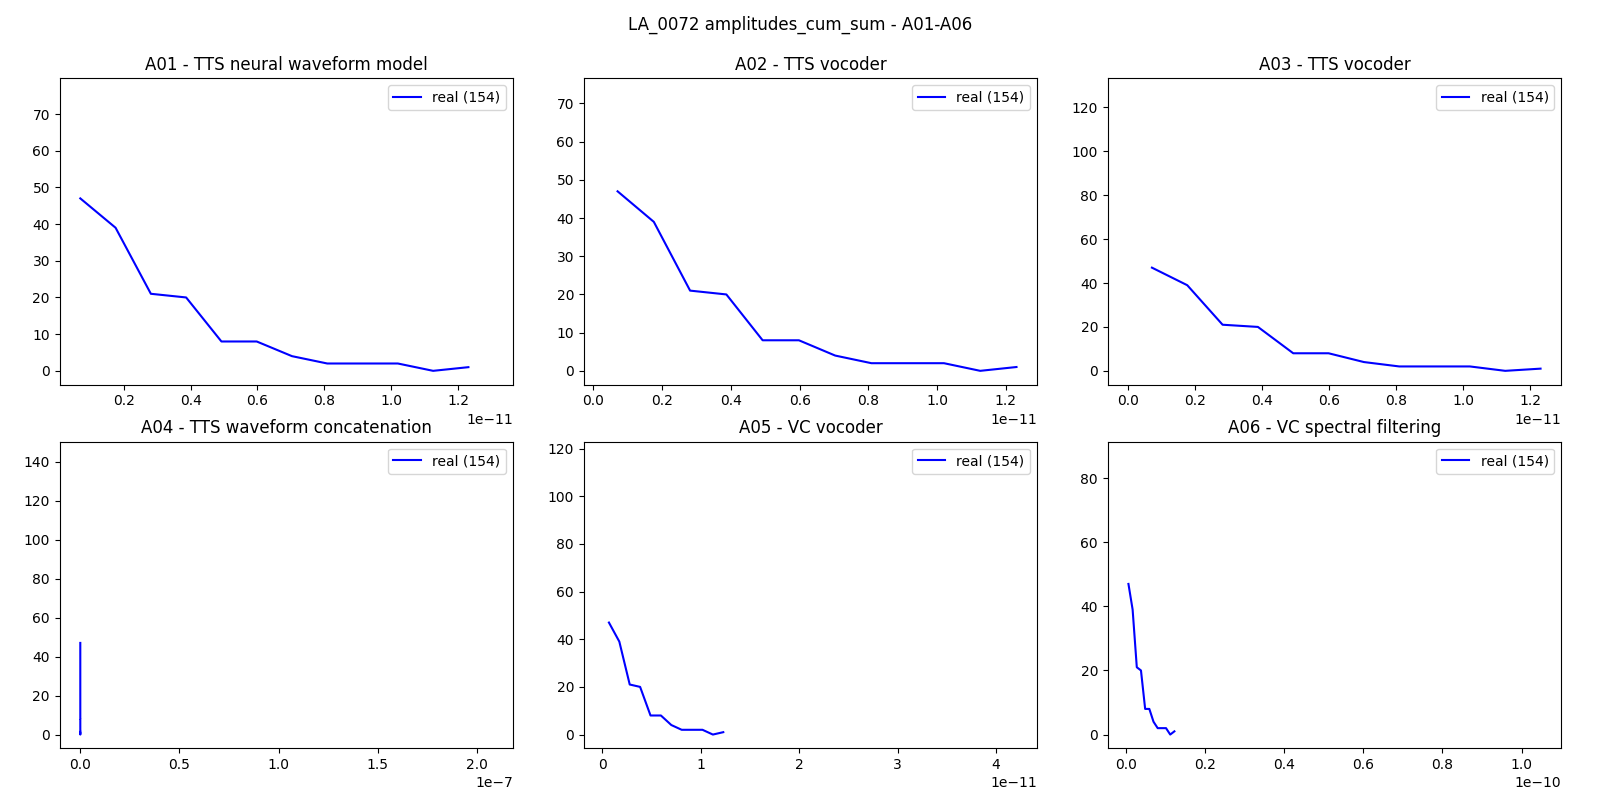 LA_0072 amplitudes_cum_sum - A01-A06
A01 - TTS neural waveform model
real (154)
70
60
50
40
30
20
10
0
0.2 0.4 0.6 0.8 1.0 1.2
1e−11
A02 - TTS vocoder
real (154)
70
60
50
40
30
20
10
0
0.0 0.2 0.4 0.6 0.8 1.0 1.2
1e−11
A03 - TTS vocoder
real (154)
120
100
80
60
40
20
0
0.0 0.2 0.4 0.6 0.8 1.0 1.2
1e−11
A04 - TTS waveform concatenation
real (154)
140
120
100
80
60
40
20
0
0.0 0.5 1.0 1.5 2.0
1e−7
A05 - VC vocoder
real (154)
120
100
80
60
40
20
0
0 1 2 3 4
1e−11
A06 - VC spectral filtering
real (154)
80
60
40
20
0
0.0 0.2 0.4 0.6 0.8 1.0
1e−10